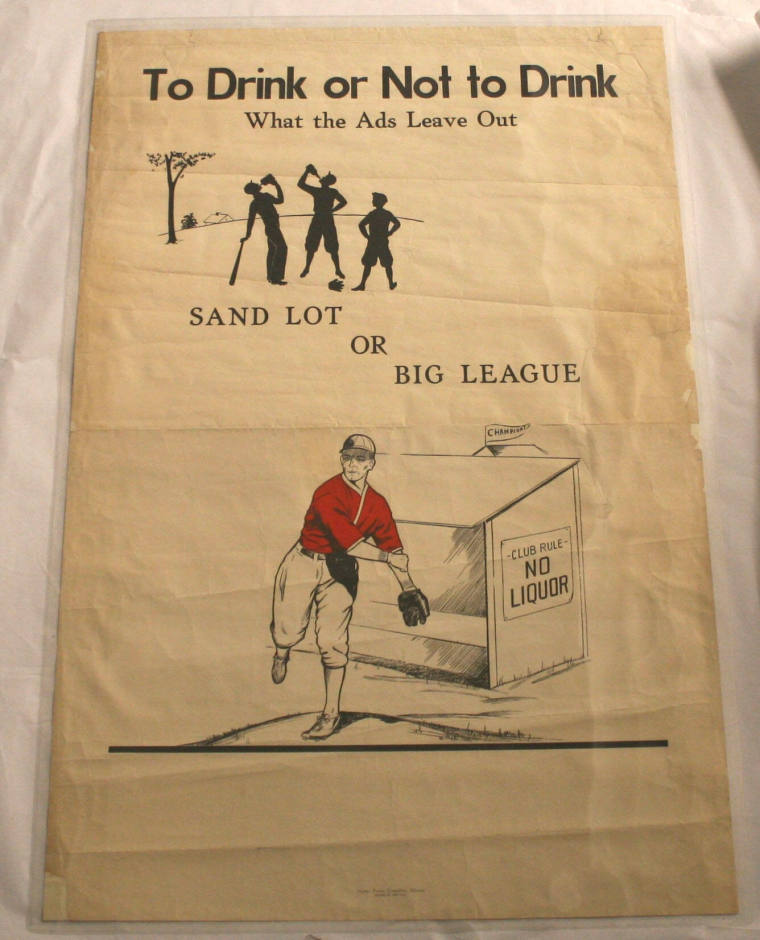 To Drink or Not to Drink
What the Ads Leave Out
SAND LOT
OR
BIG LEAGUE
CHAMPIONS
-CLUB RULE-
NO
LIQUOR